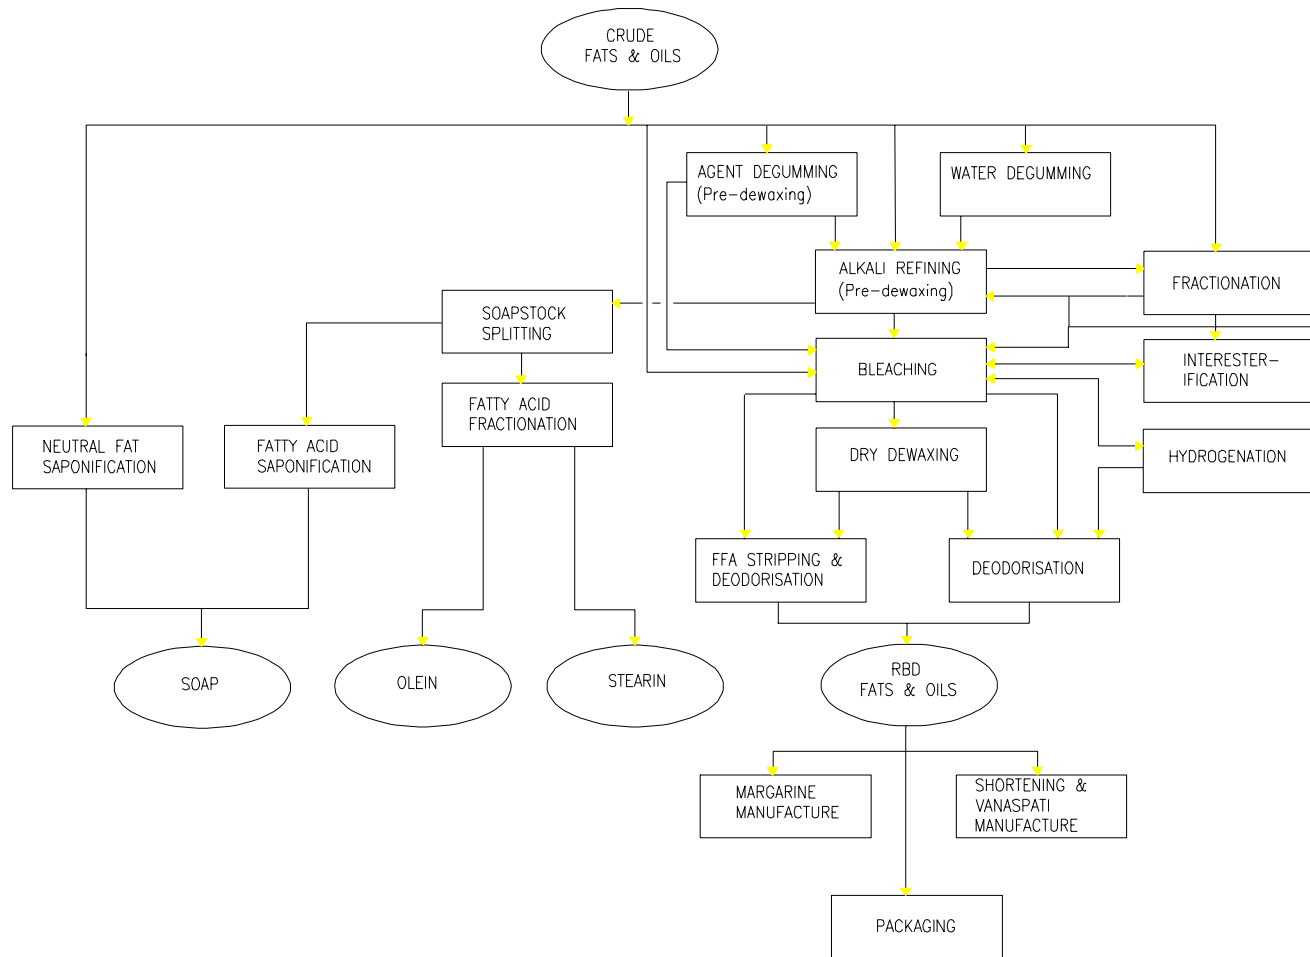 CRUDE
FATS & OILS
AGENT DEGUMMING
(Pre-dewaxing)
WATER DEGUMMING
ALKALI REFINING
(Pre-dewaxing)
FRACTIONATION
SOAPSTOCK
SPLITTING
BLEACHING
INTERESTER-
IFICATION
FATTY ACID
FRACTIONATION
NEUTRAL FAT
SAPONIFICATION
FATTY ACID
SAPONIFICATION
DRY DEWAXING
HYDROGENATION
FFA STRIPPING &
DEODORISATION
DEODORISATION
SOAP
OLEIN
STEARIN
RBD
FATS & OILS
MARGARINE
MANUFACTURE
SHORTENING &
VANASPATI
MANUFACTURE
PACKAGING